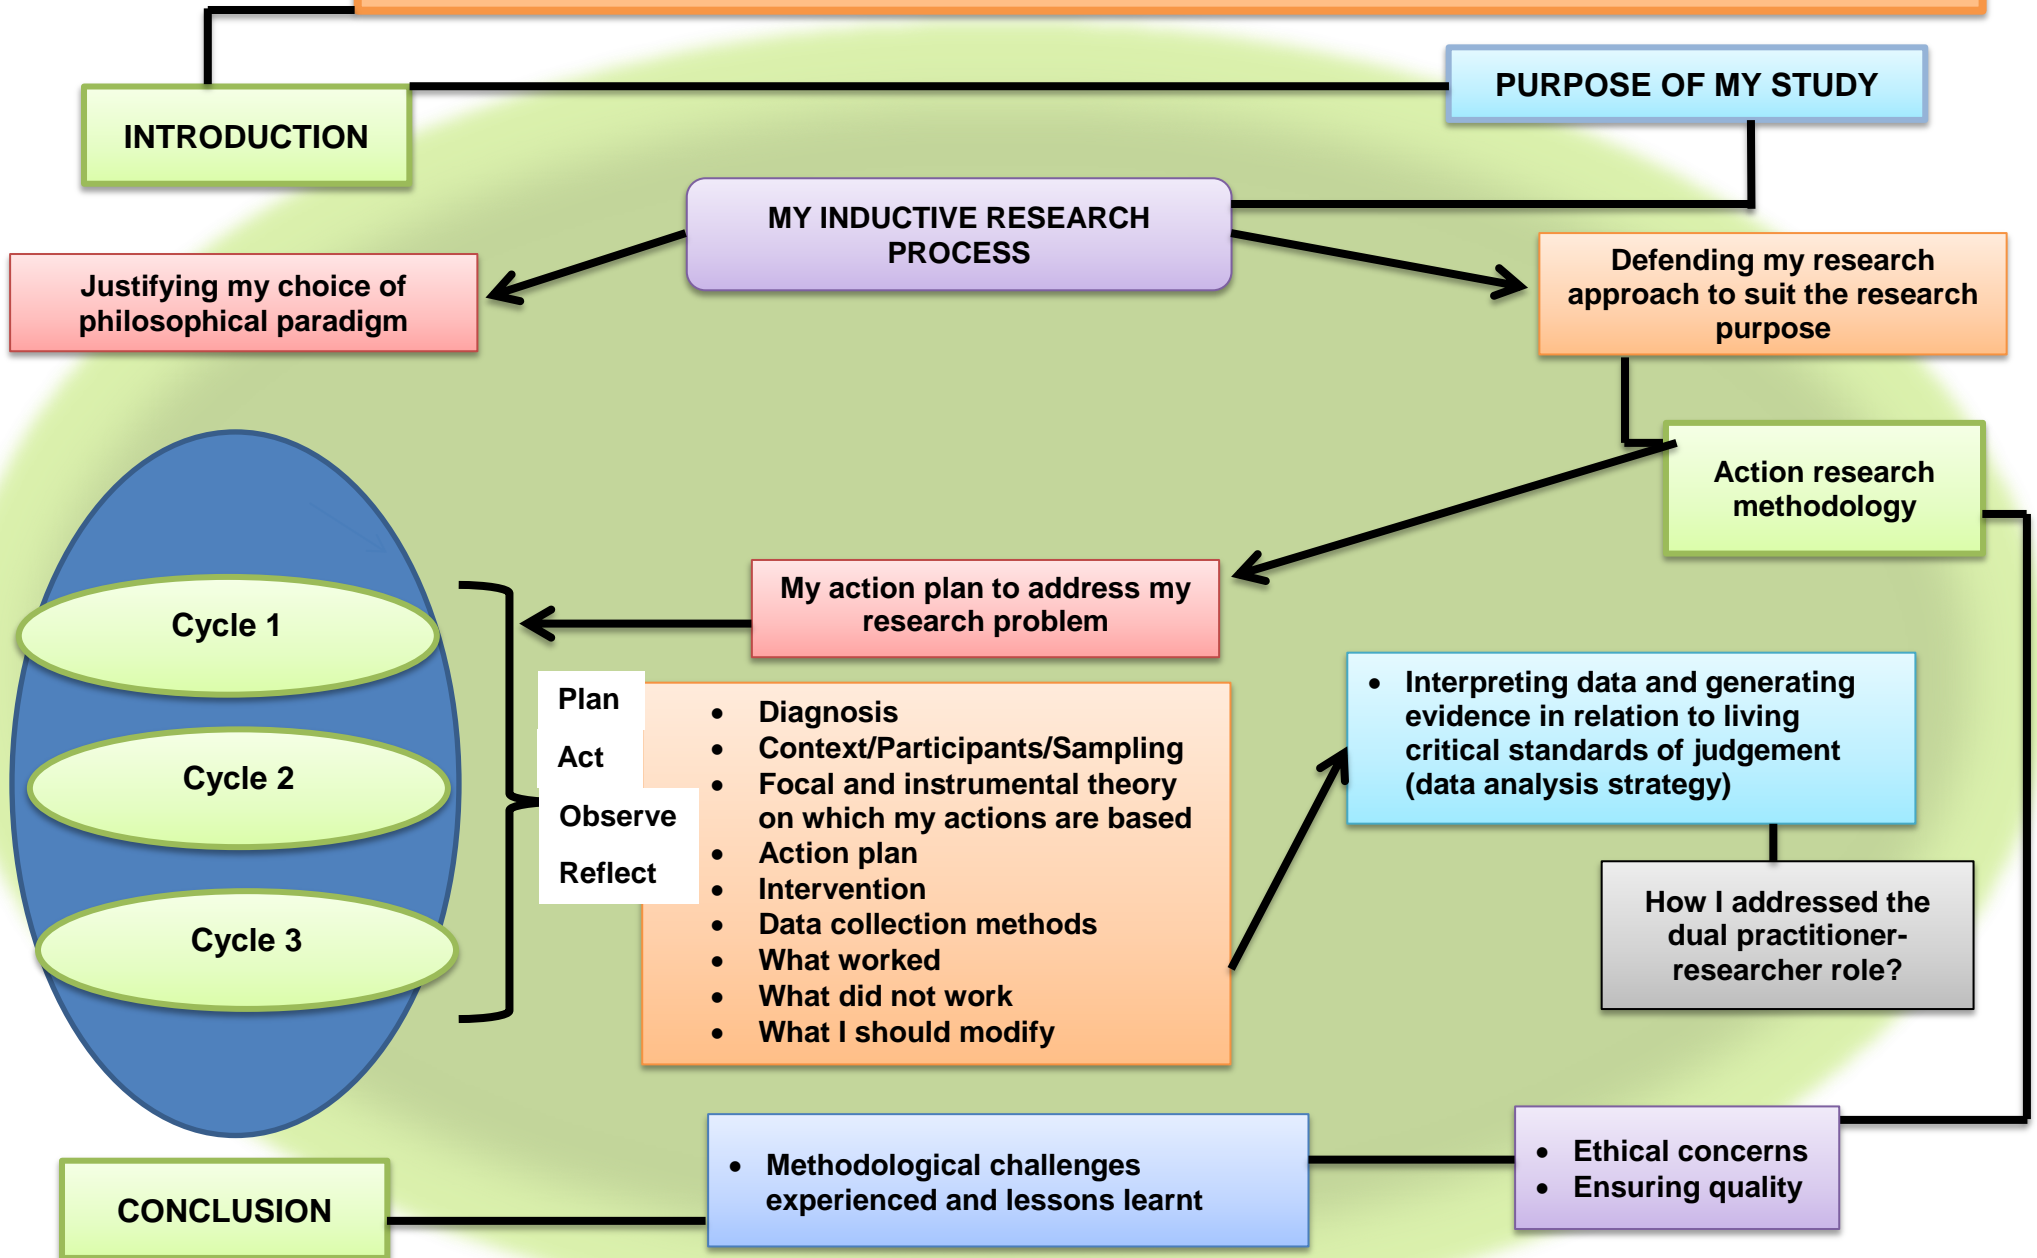 INTRODUCTION
PURPOSE OF MY STUDY
MY INDUCTIVE RESEARCH
PROCESS
Justifying my choice of
philosophical paradigm
Defending my research
approach to suit the research
purpose
Action research
methodology
My action plan to address my
research problem
Cycle 1
Cycle 2
Cycle 3
Plan
Act
Observe
Reflect
• Diagnosis
• Context/Participants/Sampling
• Focal and instrumental theory
on which my actions are based
• Action plan
• Intervention
• Data collection methods
• What worked
• What did not work
• What I should modify
• Interpreting data and generating
evidence in relation to living
critical standards of judgement
(data analysis strategy)
How I addressed the
dual practitioner-
researcher role?
• Ethical concerns
• Ensuring quality
• Methodological challenges
experienced and lessons learnt
CONCLUSION